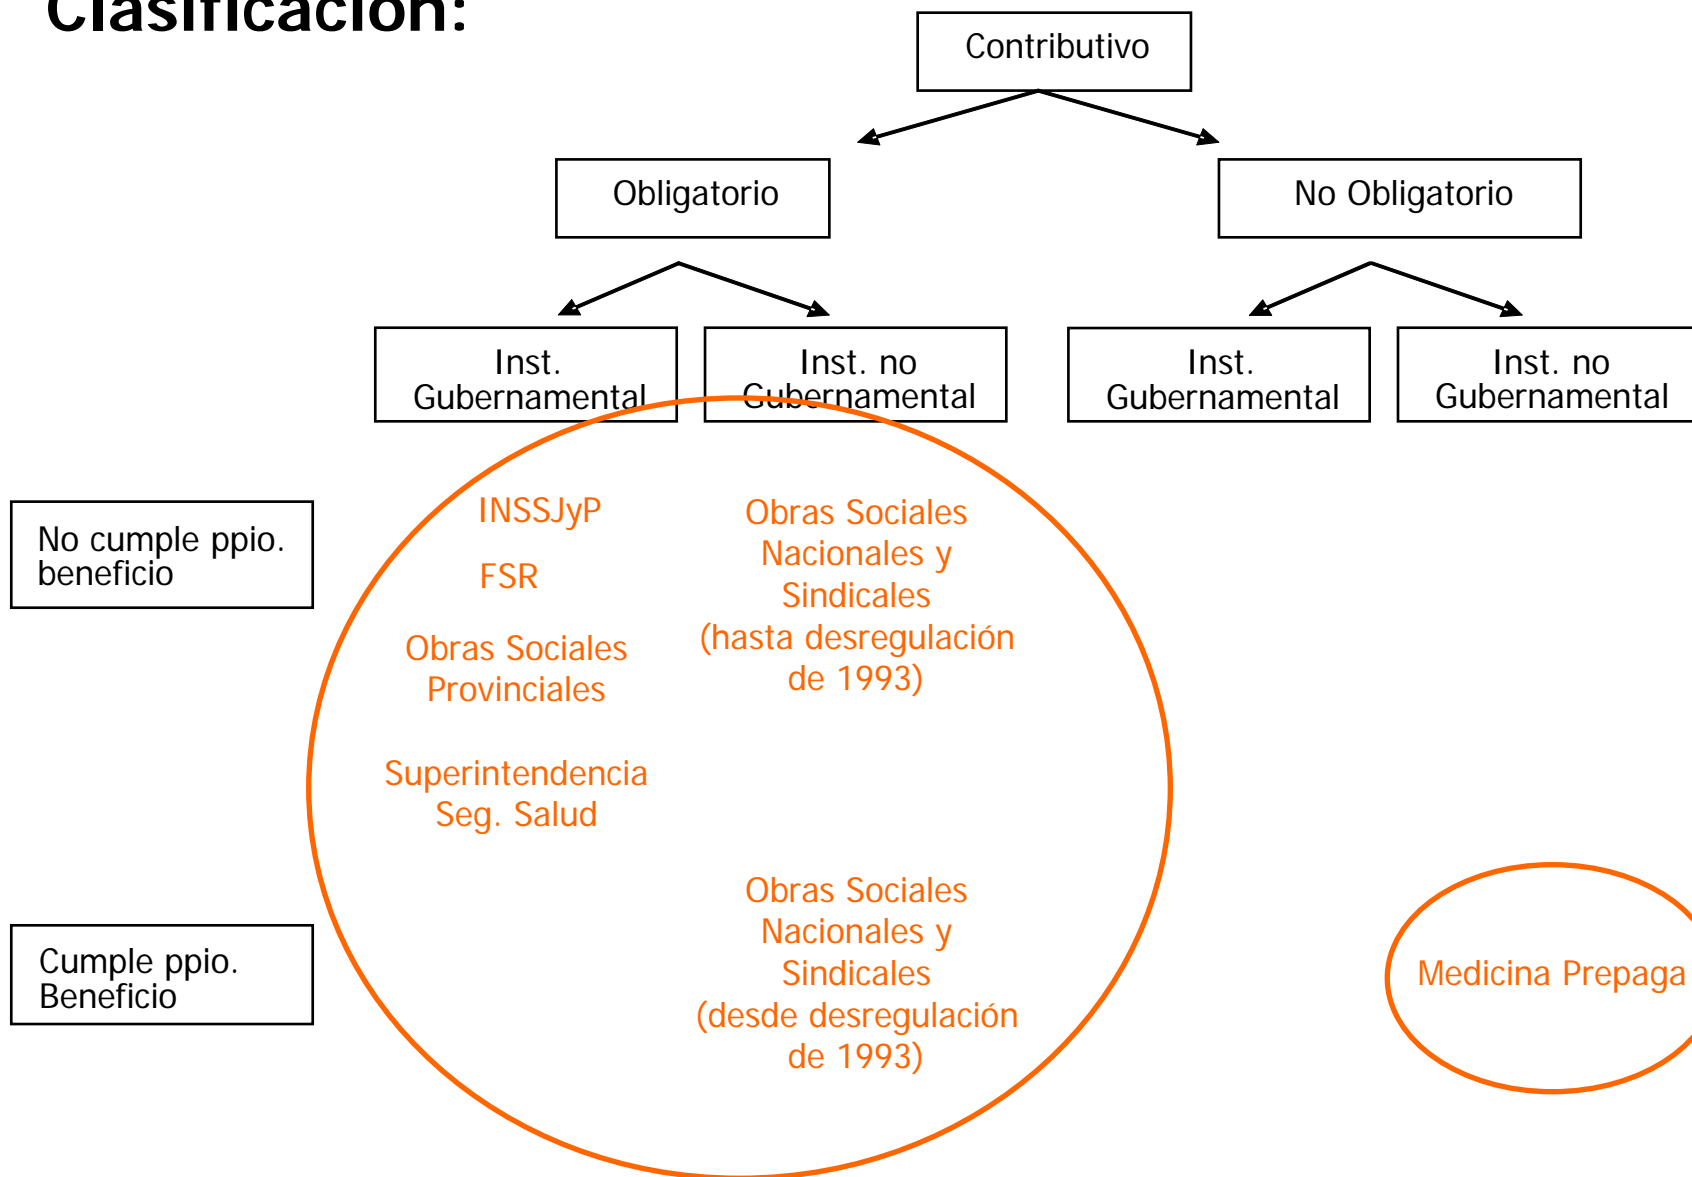 Clasificación:
Contributivo
Obligatorio
No Obligatorio
Inst.
Gubernamental
Inst. no
Gubernamental
Inst.
Gubernamental
Inst. no
Gubernamental
No cumple ppio.
beneficio
INSSJyP
FSR
Obras Sociales
Provinciales
Superintendencia
Seg. Salud
Obras Sociales
Nacionales y
Sindicales
(hasta desregulación
de 1993)
Cumple ppio.
Beneficio
Obras Sociales
Nacionales y
Sindicales
(desde desregulación
de 1993)
Medicina Prepaga